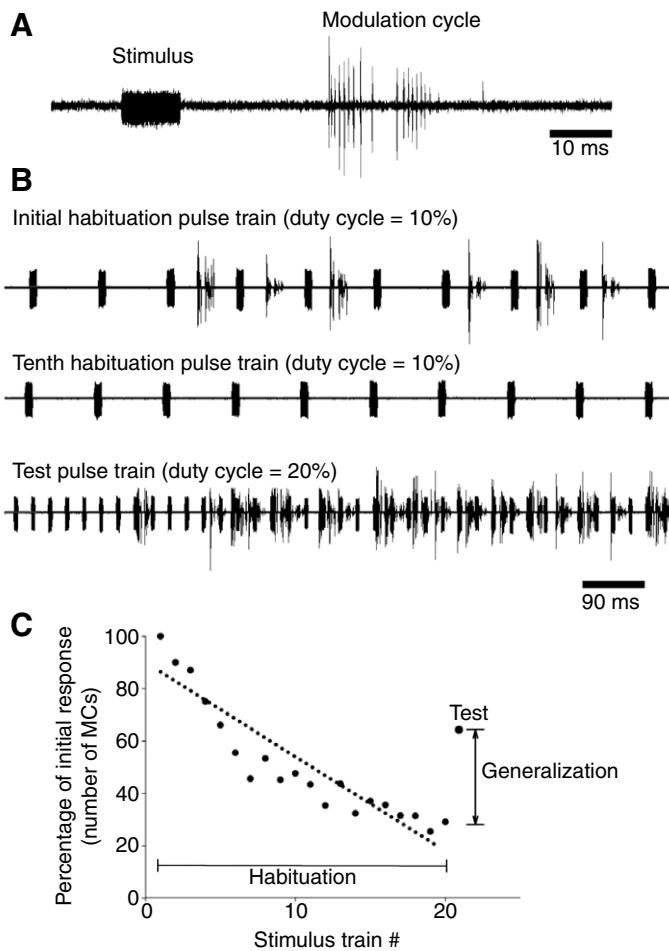 A
Modulation cycle
Stimulus
10 ms
B
Initial habituation pulse train (duty cycle = 10%)
Tenth habituation pulse train (duty cycle = 10%)
Test pulse train (duty cycle = 20%)
90 ms
C
Percentage of initial response
(number of MCs)
100
80
60
40
20
0
Test
Generalization
Habituation
0
10
20
Stimulus train #